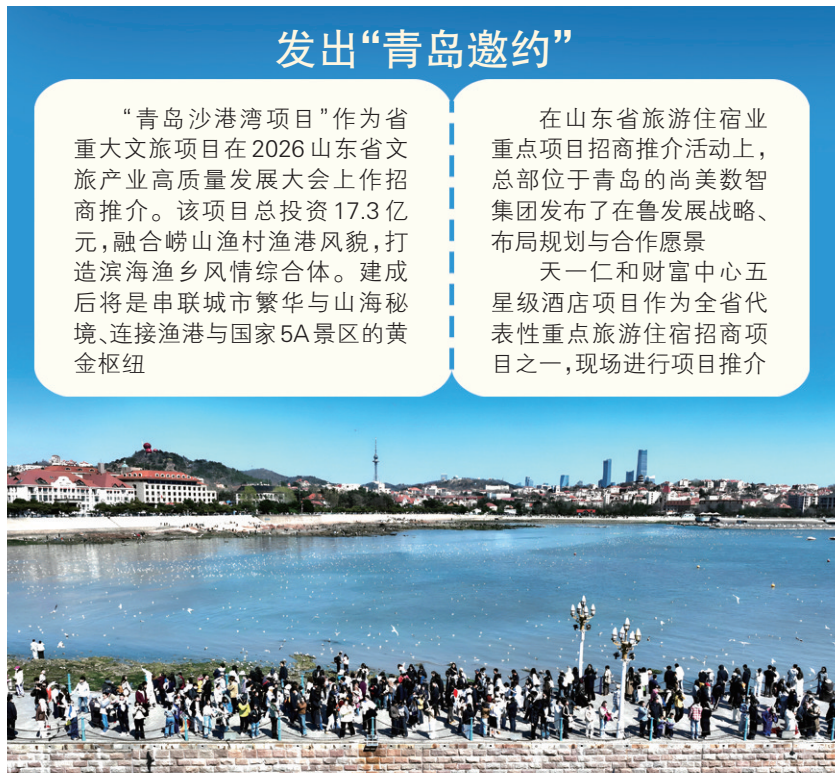 发出“青岛邀约”
“青岛沙港湾项目”作为省
重大文旅项目在2026山东省文
旅产业高质量发展大会上作招
商推介。该项目总投资17.3亿
元,融合崂山渔村渔港风貌,打
造滨海渔乡风情综合体。建成
后将是串联城市繁华与山海秘
境、连接渔港与国家5A景区的黄
金枢纽
在山东省旅游住宿业
重点项目招商推介活动上,
总部位于青岛的尚美数智
集团发布了在鲁发展战略、
布局规划与合作愿景
天一仁和财富中心五
星级酒店项目作为全省代
表性重点旅游住宿招商项
目之一,现场进行项目推介